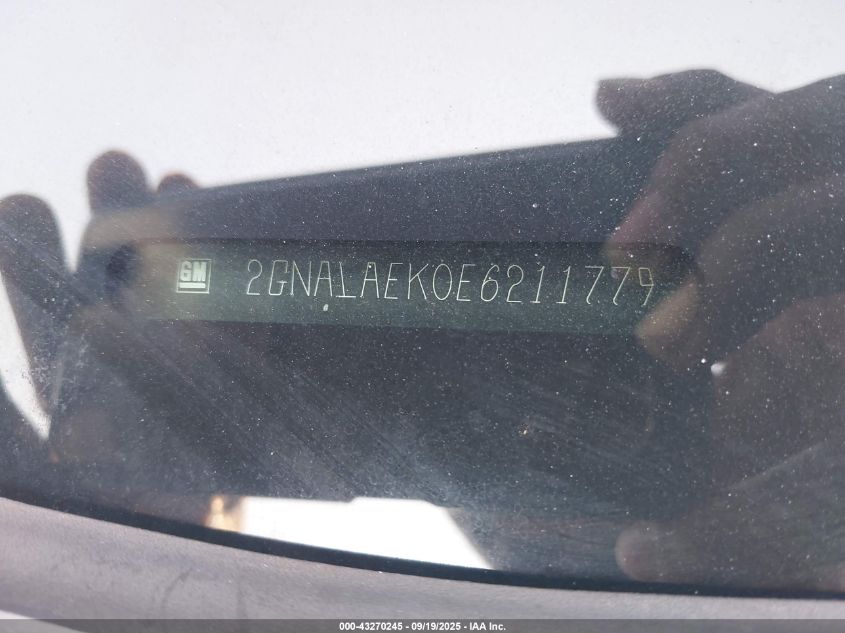 GM 2GNALAEK0E6211779
000-43270245 - 09/19/2025 - IAA Inc.